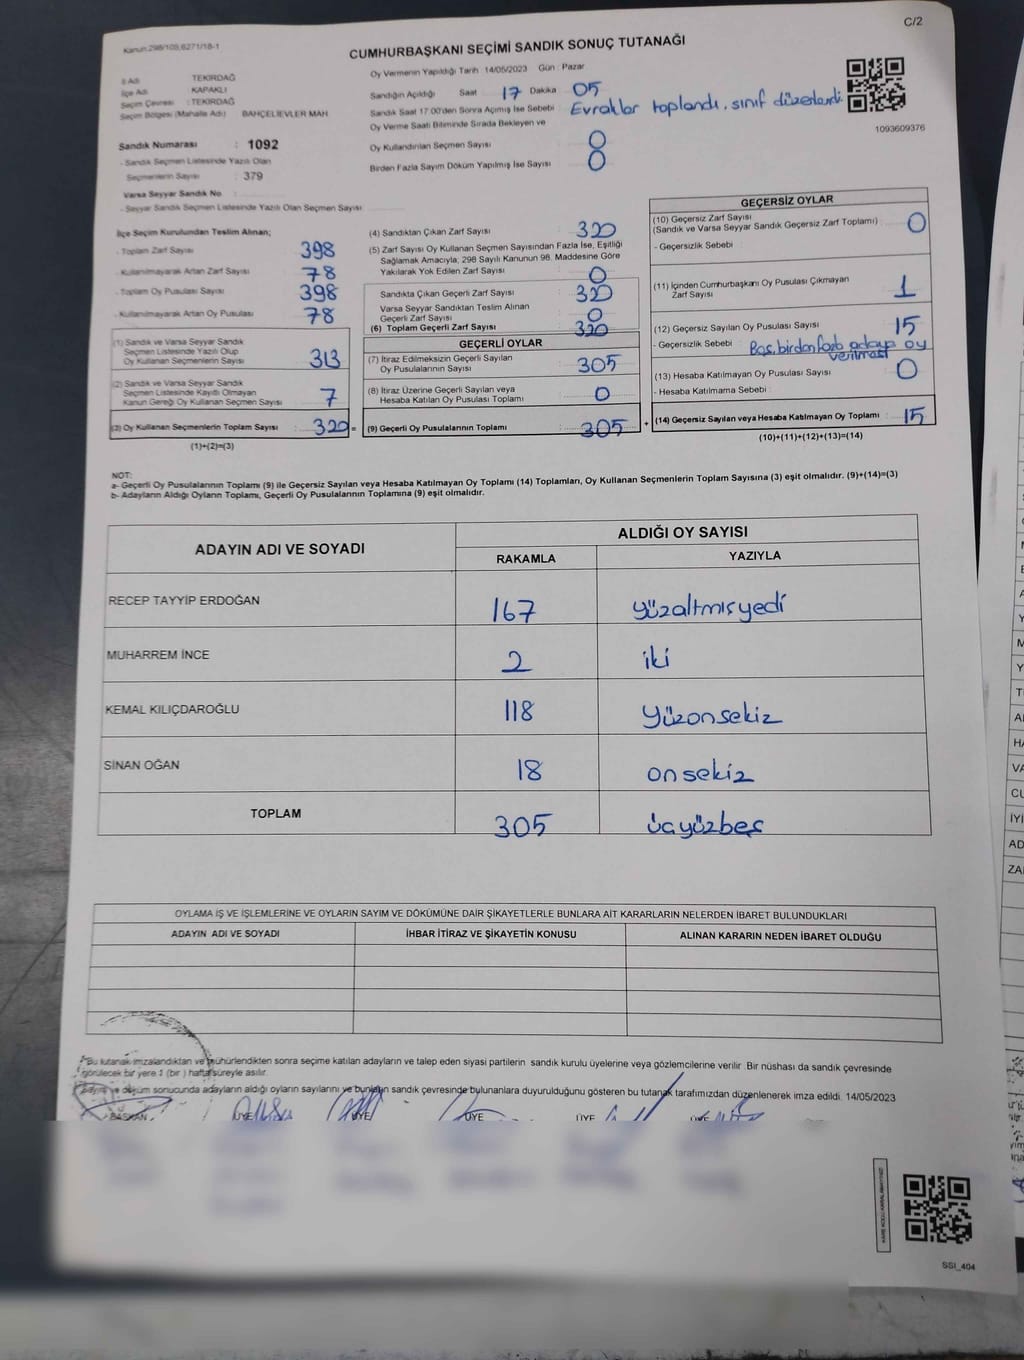 C/2
Kanun:298/109,6271/18-1
CUMHURBAŞKANI SEÇİMİ SANDIK SONUÇ TUTANAĞI
İl Adı TEKİRDAĞ
İlçe Adı : KAPAKLI
Seçim Çevresi : TEKİRDAĞ
Seçim Bölgesi (Mahalle Adı) BAHÇELİEVLER MAH
Oy Vermenin Yapıldığı Tarih 14/05/2023 Gün : Pazar
Sandığın Açıldığı Saat 17 Dakika 05
Sandık Saat 17:00'den Sonra Açılmış İse Sebebi Evraklar toplandı. sınıf düzenlendi.
Oy Verme Saati Bitiminde Sırada Bekleyen ve
Oy Kullandırılan Seçmen Sayısı 0
Birden Fazla Sayım Döküm Yapılmış İse Sayısı 0
1093609376
Sandık Numarası : 1092
- Sandık Seçmen Listesinde Yazılı Olan
Seçmenlerin Sayısı : 379
Varsa Seyyar Sandık No
- Seyyar Sandık Seçmen Listesinde Yazılı Olan Seçmen Sayısı
İlçe Seçim Kurulundan Teslim Alınan;
- Toplam Zarf Sayısı 398
- Kullanılmayarak Artan Zarf Sayısı 78
- Toplam Oy Pusulası Sayısı 398
- Kullanılmayarak Artan Oy Pusulası 78
(1) Sandık ve Varsa Seyyar Sandık
Seçmen Listesinde Yazılı Olup
Oy Kullanan Seçmenlerin Sayısı 313
(2) Sandık ve Varsa Seyyar Sandık
Seçmen Listesinde Kayıtlı Olmayan
Kanun Gereği Oy Kullanan Seçmen Sayısı 7
(3) Oy Kullanan Seçmenlerin Toplam Sayısı : 320 =
(1)+(2)=(3)
(4) Sandıktan Çıkan Zarf Sayısı : 320
(5) Zarf Sayısı Oy Kullanan Seçmen Sayısından Fazla İse, Eşitliği
Sağlamak Amacıyla, 298 Sayılı Kanunun 98. Maddesine Göre
Yakılarak Yok Edilen Zarf Sayısı : 0
Sandıkta Çıkan Geçerli Zarf Sayısı : 320
Varsa Seyyar Sandıktan Teslim Alınan
Geçerli Zarf Sayısı : 0
(6) Toplam Geçerli Zarf Sayısı : 320
GEÇERLİ OYLAR
(7) İtiraz Edilmeksizin Geçerli Sayılan
Oy Pusulalarının Sayısı : 305
(8) İtiraz Üzerine Geçerli Sayılan veya
Hesaba Katılan Oy Pusulası Toplamı : 0
(9) Geçerli Oy Pusulalarının Toplamı : 305 +
GEÇERSİZ OYLAR
(10) Geçersiz Zarf Sayısı
(Sandık ve Varsa Seyyar Sandık Geçersiz Zarf Toplamı) : 0
- Geçersizlik Sebebi
(11) İçinden Cumhurbaşkanı Oy Pusulası Çıkmayan
Zarf Sayısı : 1
(12) Geçersiz Sayılan Oy Pusulası Sayısı : 15
- Geçersizlik Sebebi : Boş, birden fazla adaya oy
verilmesi
(13) Hesaba Katılmayan Oy Pusulası Sayısı : 0
- Hesaba Katılmama Sebebi :
(14) Geçersiz Sayılan veya Hesaba Katılmayan Oy Toplamı : 15
(10)+(11)+(12)+(13)=(14)
NOT:
a- Geçerli Oy Pusulalarının Toplamı (9) ile Geçersiz Sayılan veya Hesaba Katılmayan Oy Toplamı (14) Toplamları, Oy Kullanan Seçmenlerin Toplam Sayısına (3) eşit olmalıdır. (9)+(14)=(3)
b- Adayların Aldığı Oyların Toplamı, Geçerli Oy Pusulalarının Toplamına (9) eşit olmalıdır.
ADAYIN ADI VE SOYADI
ALDIĞI OY SAYISI
RAKAMLA YAZIYLA
RECEP TAYYİP ERDOĞAN 167 yüzaltmışyedi
MUHARREM İNCE 2 iki
KEMAL KILIÇDAROĞLU 118 yüzonsekiz
SİNAN OĞAN 18 onsekiz
TOPLAM 305 üçyüzbeş
OYLAMA İŞ VE İŞLEMLERİNE VE OYLARIN SAYIM VE DÖKÜMÜNE DAİR ŞİKAYETLERLE BUNLARA AİT KARARLARIN NELERDEN İBARET BULUNDUKLARI
ADAYIN ADI VE SOYADI İHBAR İTİRAZ VE ŞİKAYETİN KONUSU ALINAN KARARIN NEDEN İBARET OLDUĞU
Bu tutanak imzalandıktan ve mühürlendikten sonra seçime katılan adayların ve talep eden siyasi partilerin sandık kurulu üyelerine veya gözlemcilerine verilir. Bir nüshası da sandık çevresinde
görülecek bir yere 1 (bir) hafta süreyle asılır.
Sayım ve döküm sonucunda adayların aldığı oyların sayılarını ve bunların sandık çevresinde bulunanlara duyurulduğunu gösteren bu tutanak tarafımızdan düzenlenerek imza edildi. 14/05/2023
BAŞKAN ÜYE ÜYE ÜYE ÜYE ÜYE
SSI_404